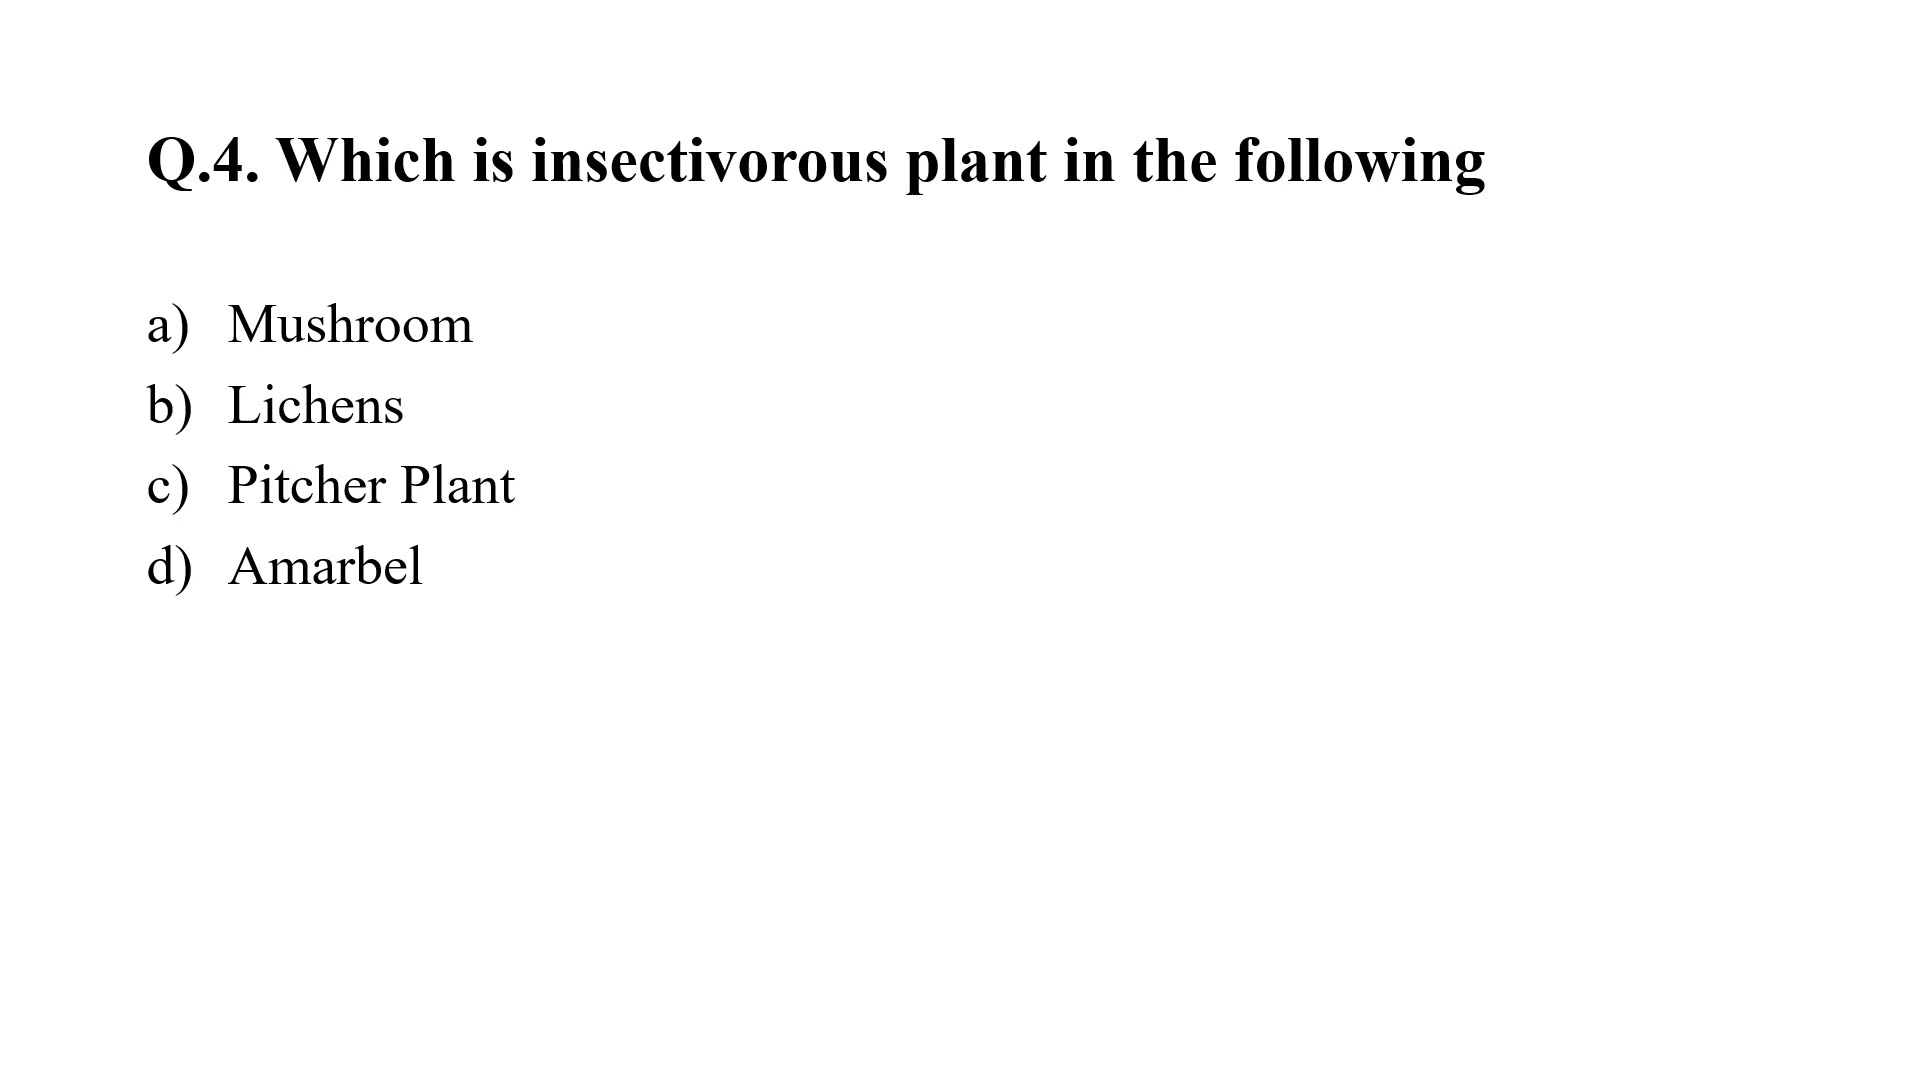 Q.4. Which is insectivorous plant in the following
a) Mushroom
b) Lichens
c) Pitcher Plant
d) Amarbel